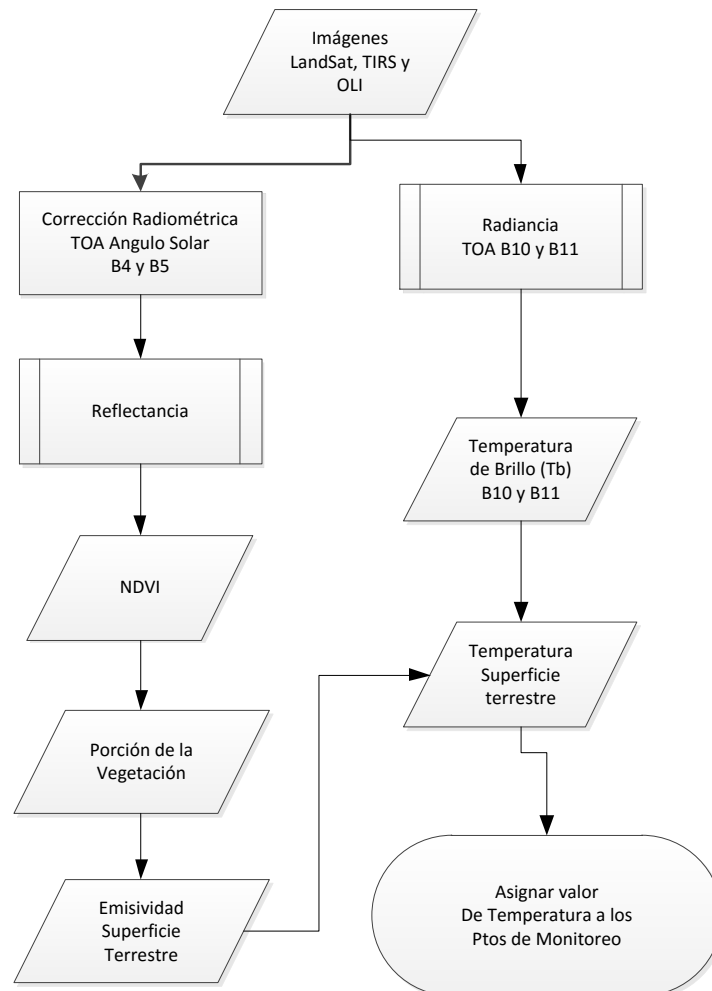 Imágenes
LandSat, TIRS y
OLI
Corrección Radiométrica
TOA Angulo Solar
B4 y B5
Radiancia
TOA B10 y B11
Reflectancia
Temperatura
de Brillo (Tb)
B10 y B11
NDVI
Temperatura
Superficie
terrestre
Porción de la
Vegetación
Emisividad
Superficie
Terrestre
Asignar valor
De Temperatura a los
Ptos de Monitoreo